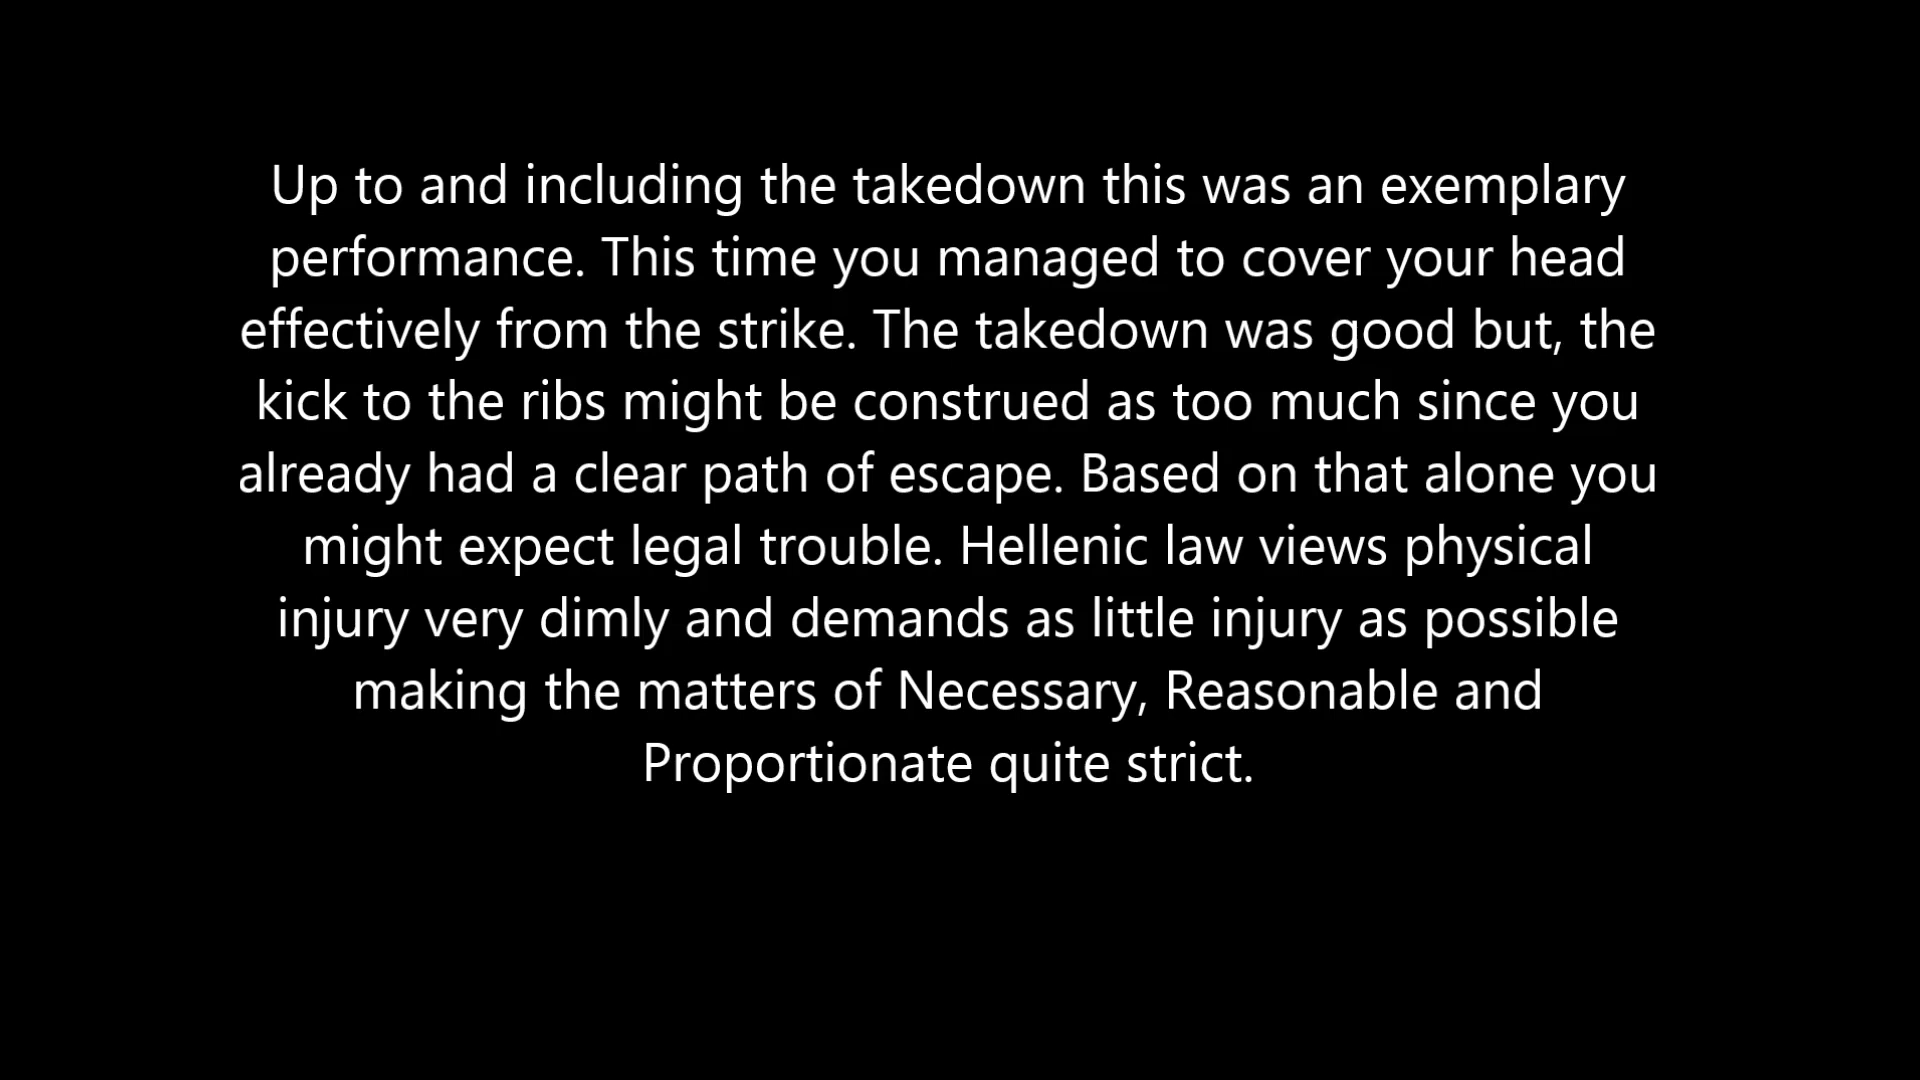 Up to and including the takedown this was an exemplary
performance. This time you managed to cover your head
effectively from the strike. The takedown was good but, the
kick to the ribs might be construed as too much since you
already had a clear path of escape. Based on that alone you
might expect legal trouble. Hellenic law views physical
injury very dimly and demands as little injury as possible
making the matters of Necessary, Reasonable and
Proportionate quite strict.